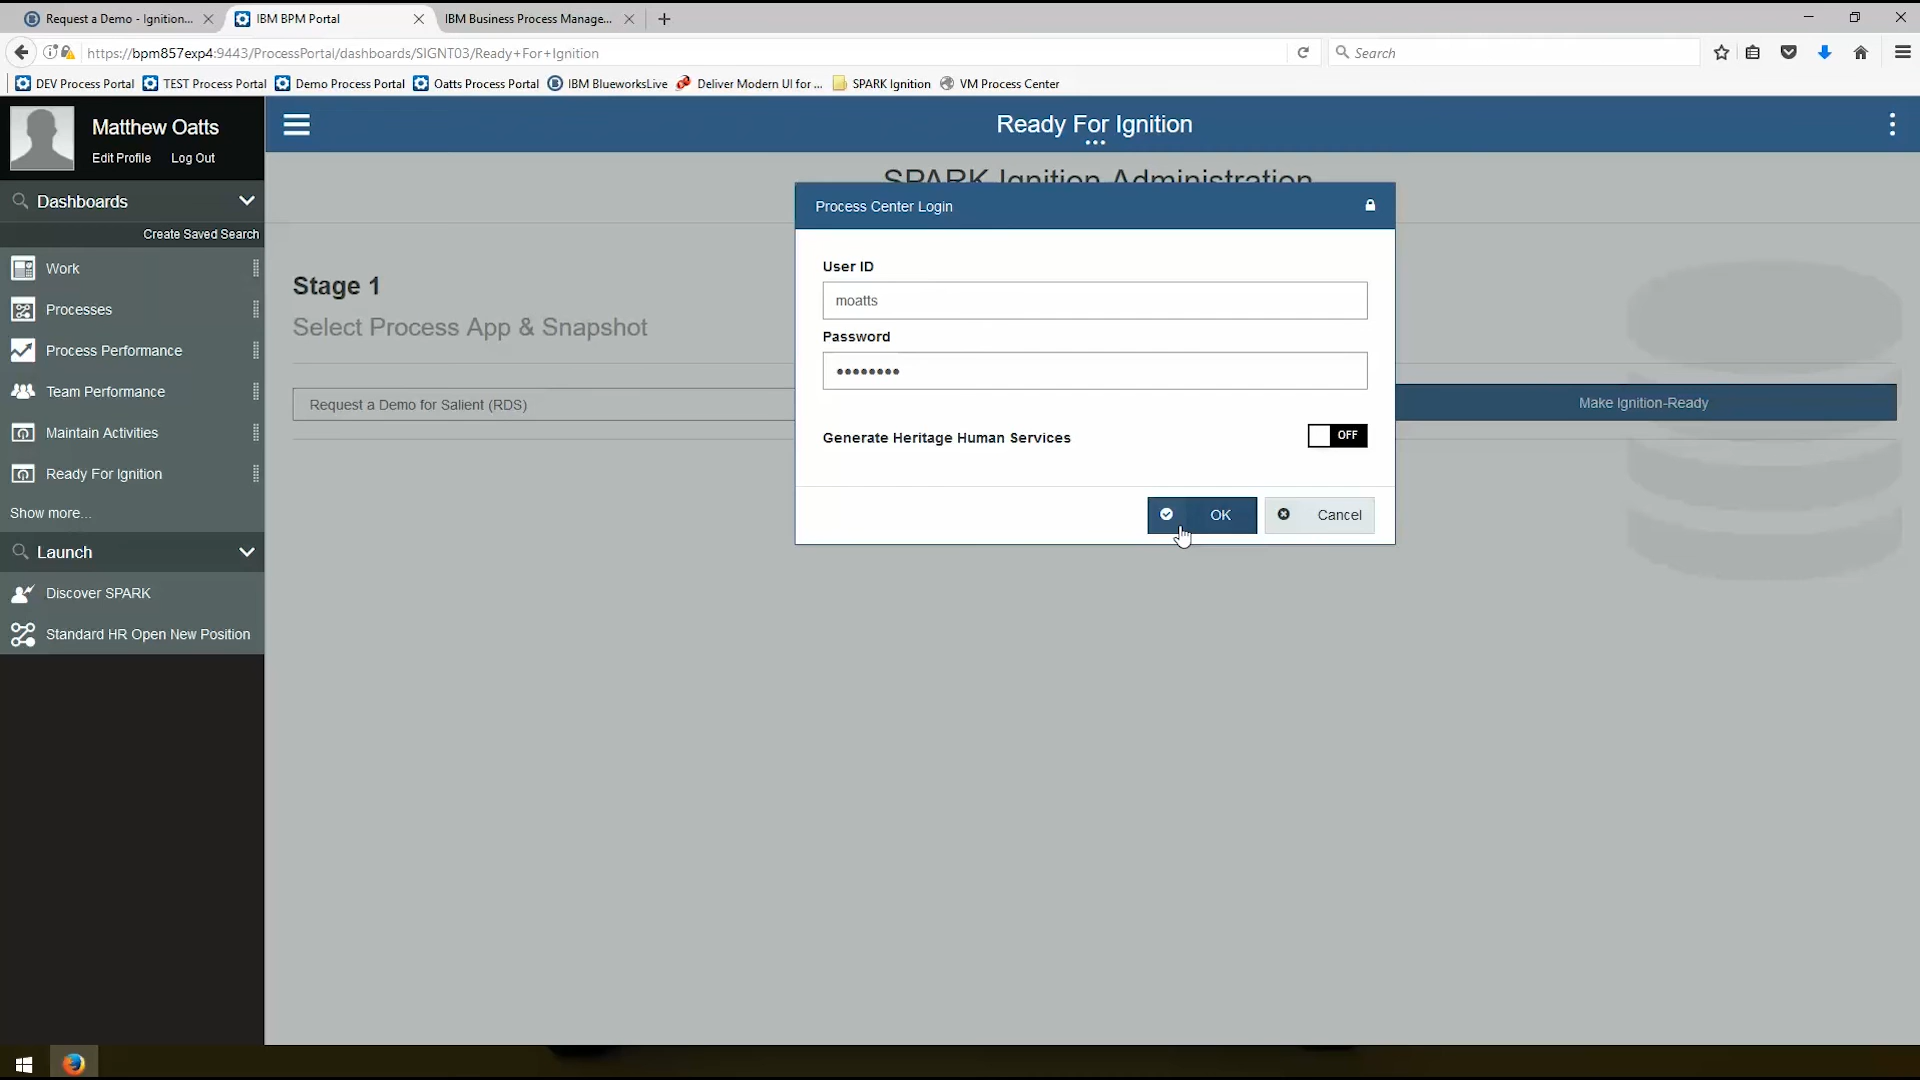 Request a Demo - Ignition...
IBM BPM Portal
IBM Business Process Manage...
https://bpm857exp4:9443/ProcessPortal/dashboards/SIGNT03/Ready+For+Ignition
Search
DEV Process Portal
TEST Process Portal
Demo Process Portal
Oatts Process Portal
IBM BlueworksLive
Deliver Modern UI for ...
SPARK Ignition
VM Process Center
Matthew Oatts
Edit Profile
Log Out
Ready For Ignition
SPARK Ignition Administration
Dashboards
Create Saved Search
Work
Processes
Process Performance
Team Performance
Maintain Activities
Ready For Ignition
Show more...
Launch
Discover SPARK
Standard HR Open New Position
Stage 1
Select Process App & Snapshot
Request a Demo for Salient (RDS)
Make Ignition-Ready
Process Center Login
User ID
moatts
Password
••••••••
Generate Heritage Human Services
OFF
OK
Cancel